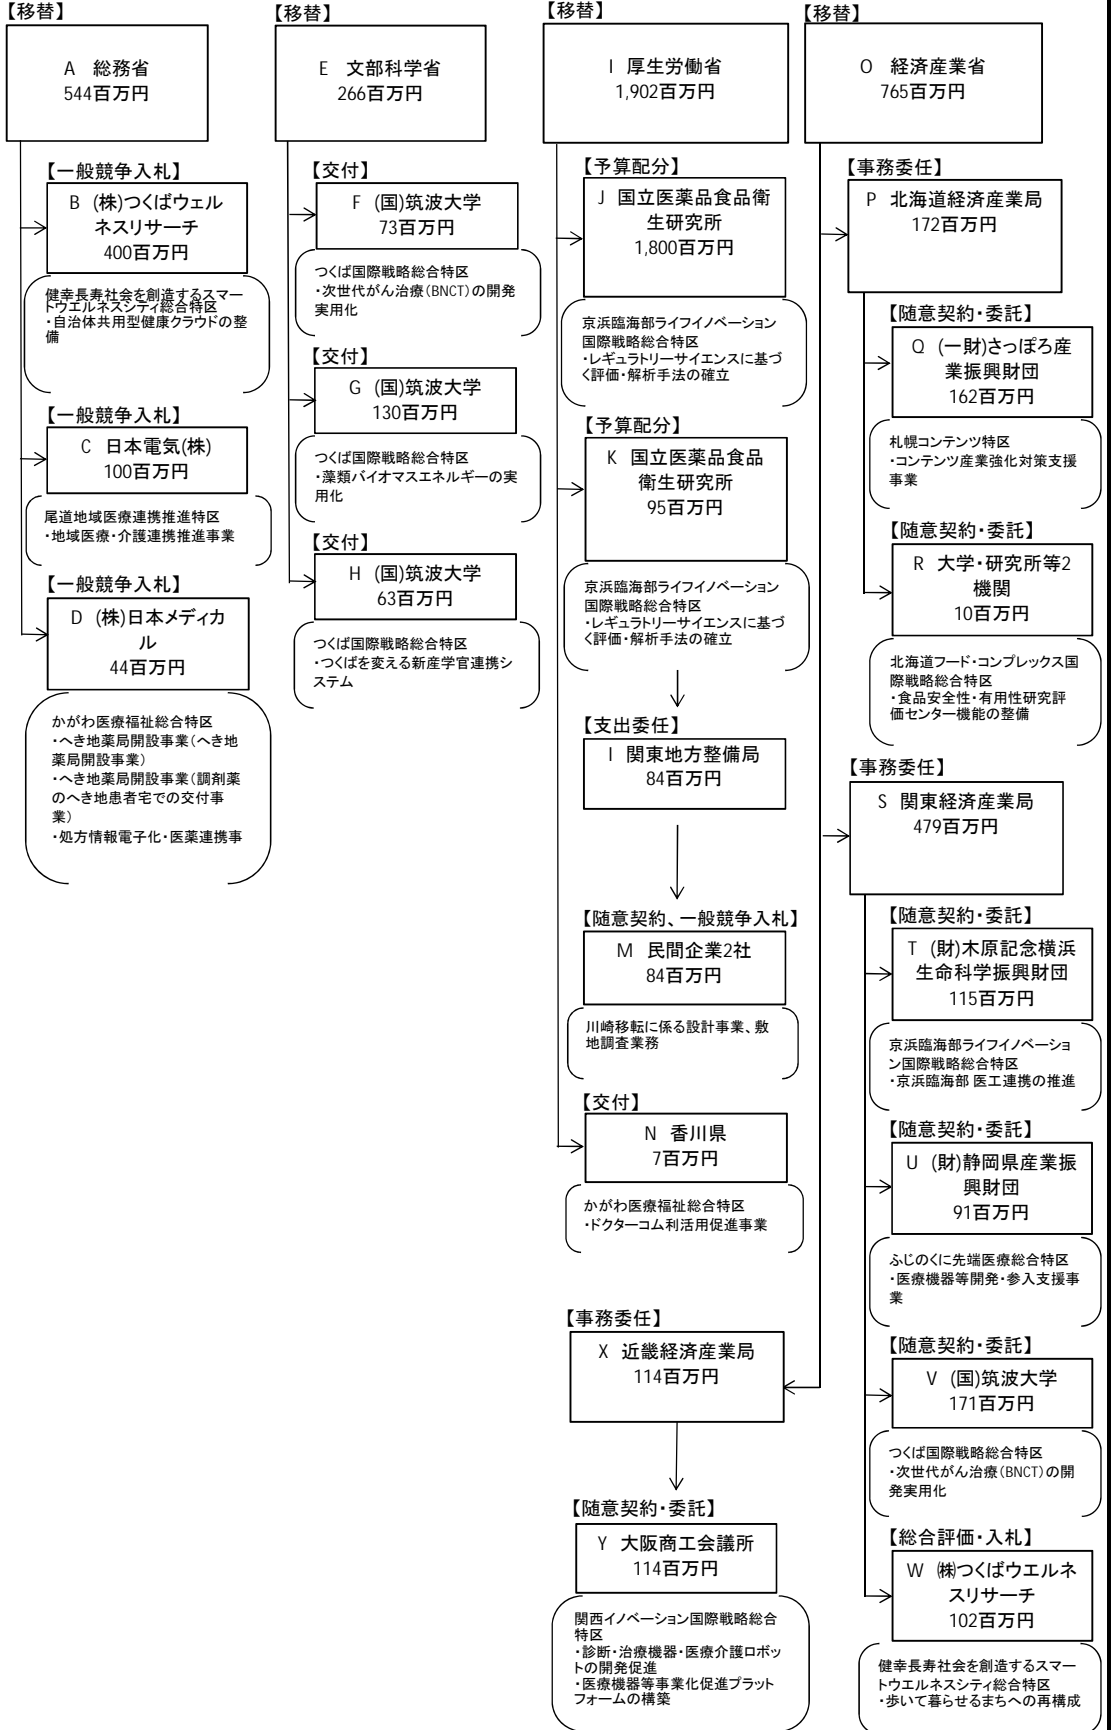 【移替】
A 総務省
544百万円
【一般競争入札】
B (株)つくばウェル
ネスリサーチ
400百万円
健幸長寿社会を創造するスマー
トウエルネスシティ総合特区
・自治体共用型健康クラウドの整
備
【一般競争入札】
C 日本電気(株)
100百万円
尾道地域医療連携推進特区
・地域医療・介護連携推進事業
【一般競争入札】
D (株)日本メディカ
ル
44百万円
かがわ医療福祉総合特区
・へき地薬局開設事業(へき地
薬局開設事業)
・へき地薬局開設事業(調剤薬
のへき地患者宅での交付事
業)
・処方情報電子化・医薬連携事
【移替】
E 文部科学省
266百万円
【交付】
F (国)筑波大学
73百万円
つくば国際戦略総合特区
・次世代がん治療(BNCT)の開発
実用化
【交付】
G (国)筑波大学
130百万円
つくば国際戦略総合特区
・藻類バイオマスエネルギーの実
用化
【交付】
H (国)筑波大学
63百万円
つくば国際戦略総合特区
・つくばを変える新産学官連携シ
ステム
【移替】
I 厚生労働省
1,902百万円
【予算配分】
J 国立医薬品食品衛
生研究所
1,800百万円
京浜臨海部ライフイノベーション
国際戦略総合特区
・レギュラトリーサイエンスに基づ
く評価・解析手法の確立
【予算配分】
K 国立医薬品食品
衛生研究所
95百万円
京浜臨海部ライフイノベーション
国際戦略総合特区
・レギュラトリーサイエンスに基づ
く評価・解析手法の確立
【支出委任】
l 関東地方整備局
84百万円
【随意契約、一般競争入札】
M 民間企業2社
84百万円
川崎移転に係る設計事業、敷
地調査業務
【交付】
N 香川県
7百万円
かがわ医療福祉総合特区
・ドクターコム利活用促進事業
【事務委任】
X 近畿経済産業局
114百万円
【随意契約・委託】
Y 大阪商工会議所
114百万円
関西イノベーション国際戦略総合
特区
・診断・治療機器・医療介護ロボッ
トの開発促進
・医療機器等事業化促進プラット
フォームの構築
【移替】
O 経済産業省
765百万円
【事務委任】
P 北海道経済産業局
172百万円
【随意契約・委託】
Q (一財)さっぽろ産
業振興財団
162百万円
札幌コンテンツ特区
・コンテンツ産業強化対策支援
事業
【随意契約・委託】
R 大学・研究所等2
機関
10百万円
北海道フード・コンプレックス国
際戦略総合特区
・食品安全性・有用性研究評
価センター機能の整備
【事務委任】
S 関東経済産業局
479百万円
【随意契約・委託】
T (財)木原記念横浜
生命科学振興財団
115百万円
京浜臨海部ライフイノベーショ
ン国際戦略総合特区
・京浜臨海部 医工連携の推進
【随意契約・委託】
U (財)静岡県産業振
興財団
91百万円
ふじのくに先端医療総合特区
・医療機器等開発・参入支援事
業
【随意契約・委託】
V (国)筑波大学
171百万円
つくば国際戦略総合特区
・次世代がん治療(BNCT)の開
発実用化
【総合評価・入札】
W ㈱つくばウエルネ
スリサーチ
102百万円
健幸長寿社会を創造するスマー
トウエルネスシティ総合特区
・歩いて暮らせるまちへの再構成